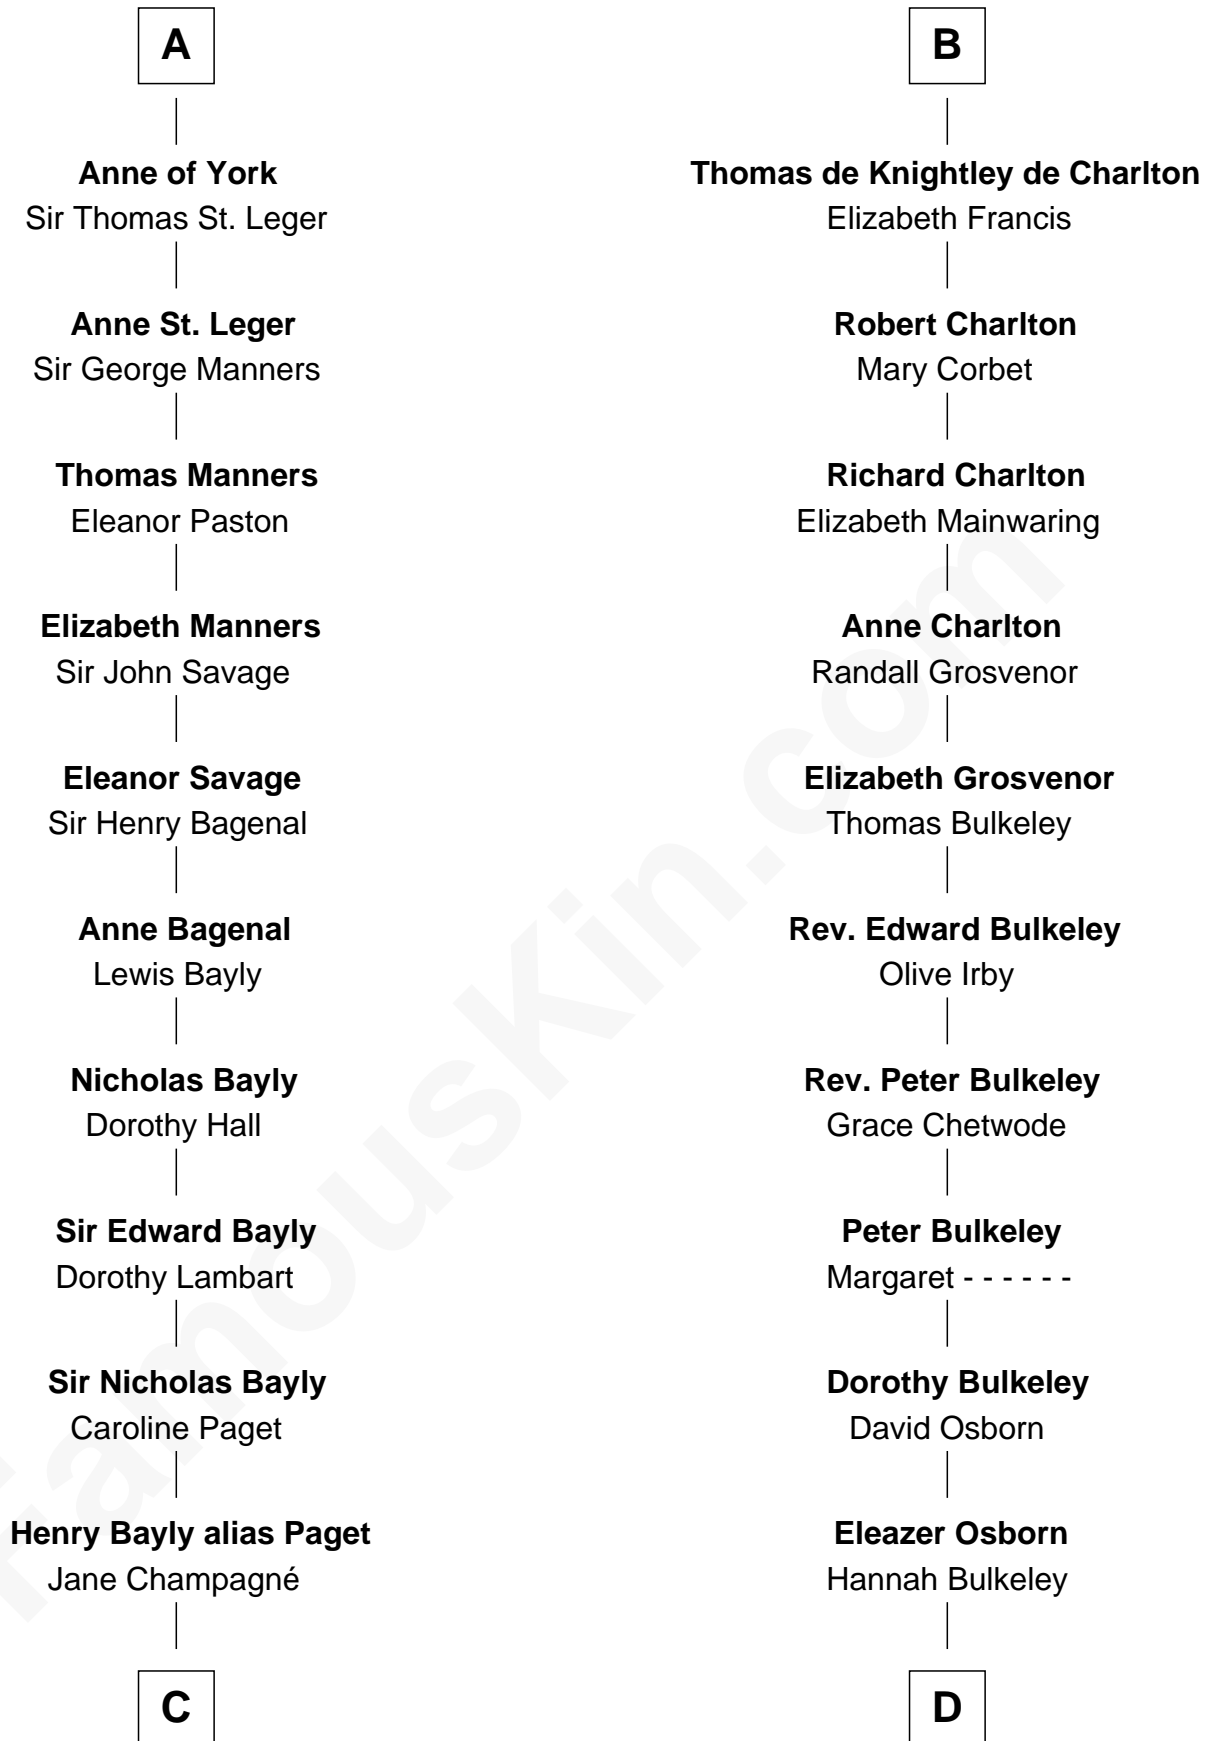 A
Anne of York
Sir Thomas St. Leger
Anne St. Leger
Sir George Manners
Thomas Manners
Eleanor Paston
Elizabeth Manners
Sir John Savage
Eleanor Savage
Sir Henry Bagenal
Anne Bagenal
Lewis Bayly
Nicholas Bayly
Dorothy Hall
Sir Edward Bayly
Dorothy Lambart
Sir Nicholas Bayly
Caroline Paget
Henry Bayly alias Paget
Jane Champagné
C
B
Thomas de Knightley de Charlton
Elizabeth Francis
Robert Charlton
Mary Corbet
Richard Charlton
Elizabeth Mainwaring
Anne Charlton
Randall Grosvenor
Elizabeth Grosvenor
Thomas Bulkeley
Rev. Edward Bulkeley
Olive Irby
Rev. Peter Bulkeley
Grace Chetwode
Peter Bulkeley
Margaret - - - - - -
Dorothy Bulkeley
David Osborn
Eleazer Osborn
Hannah Bulkeley
D
FamousKin.com